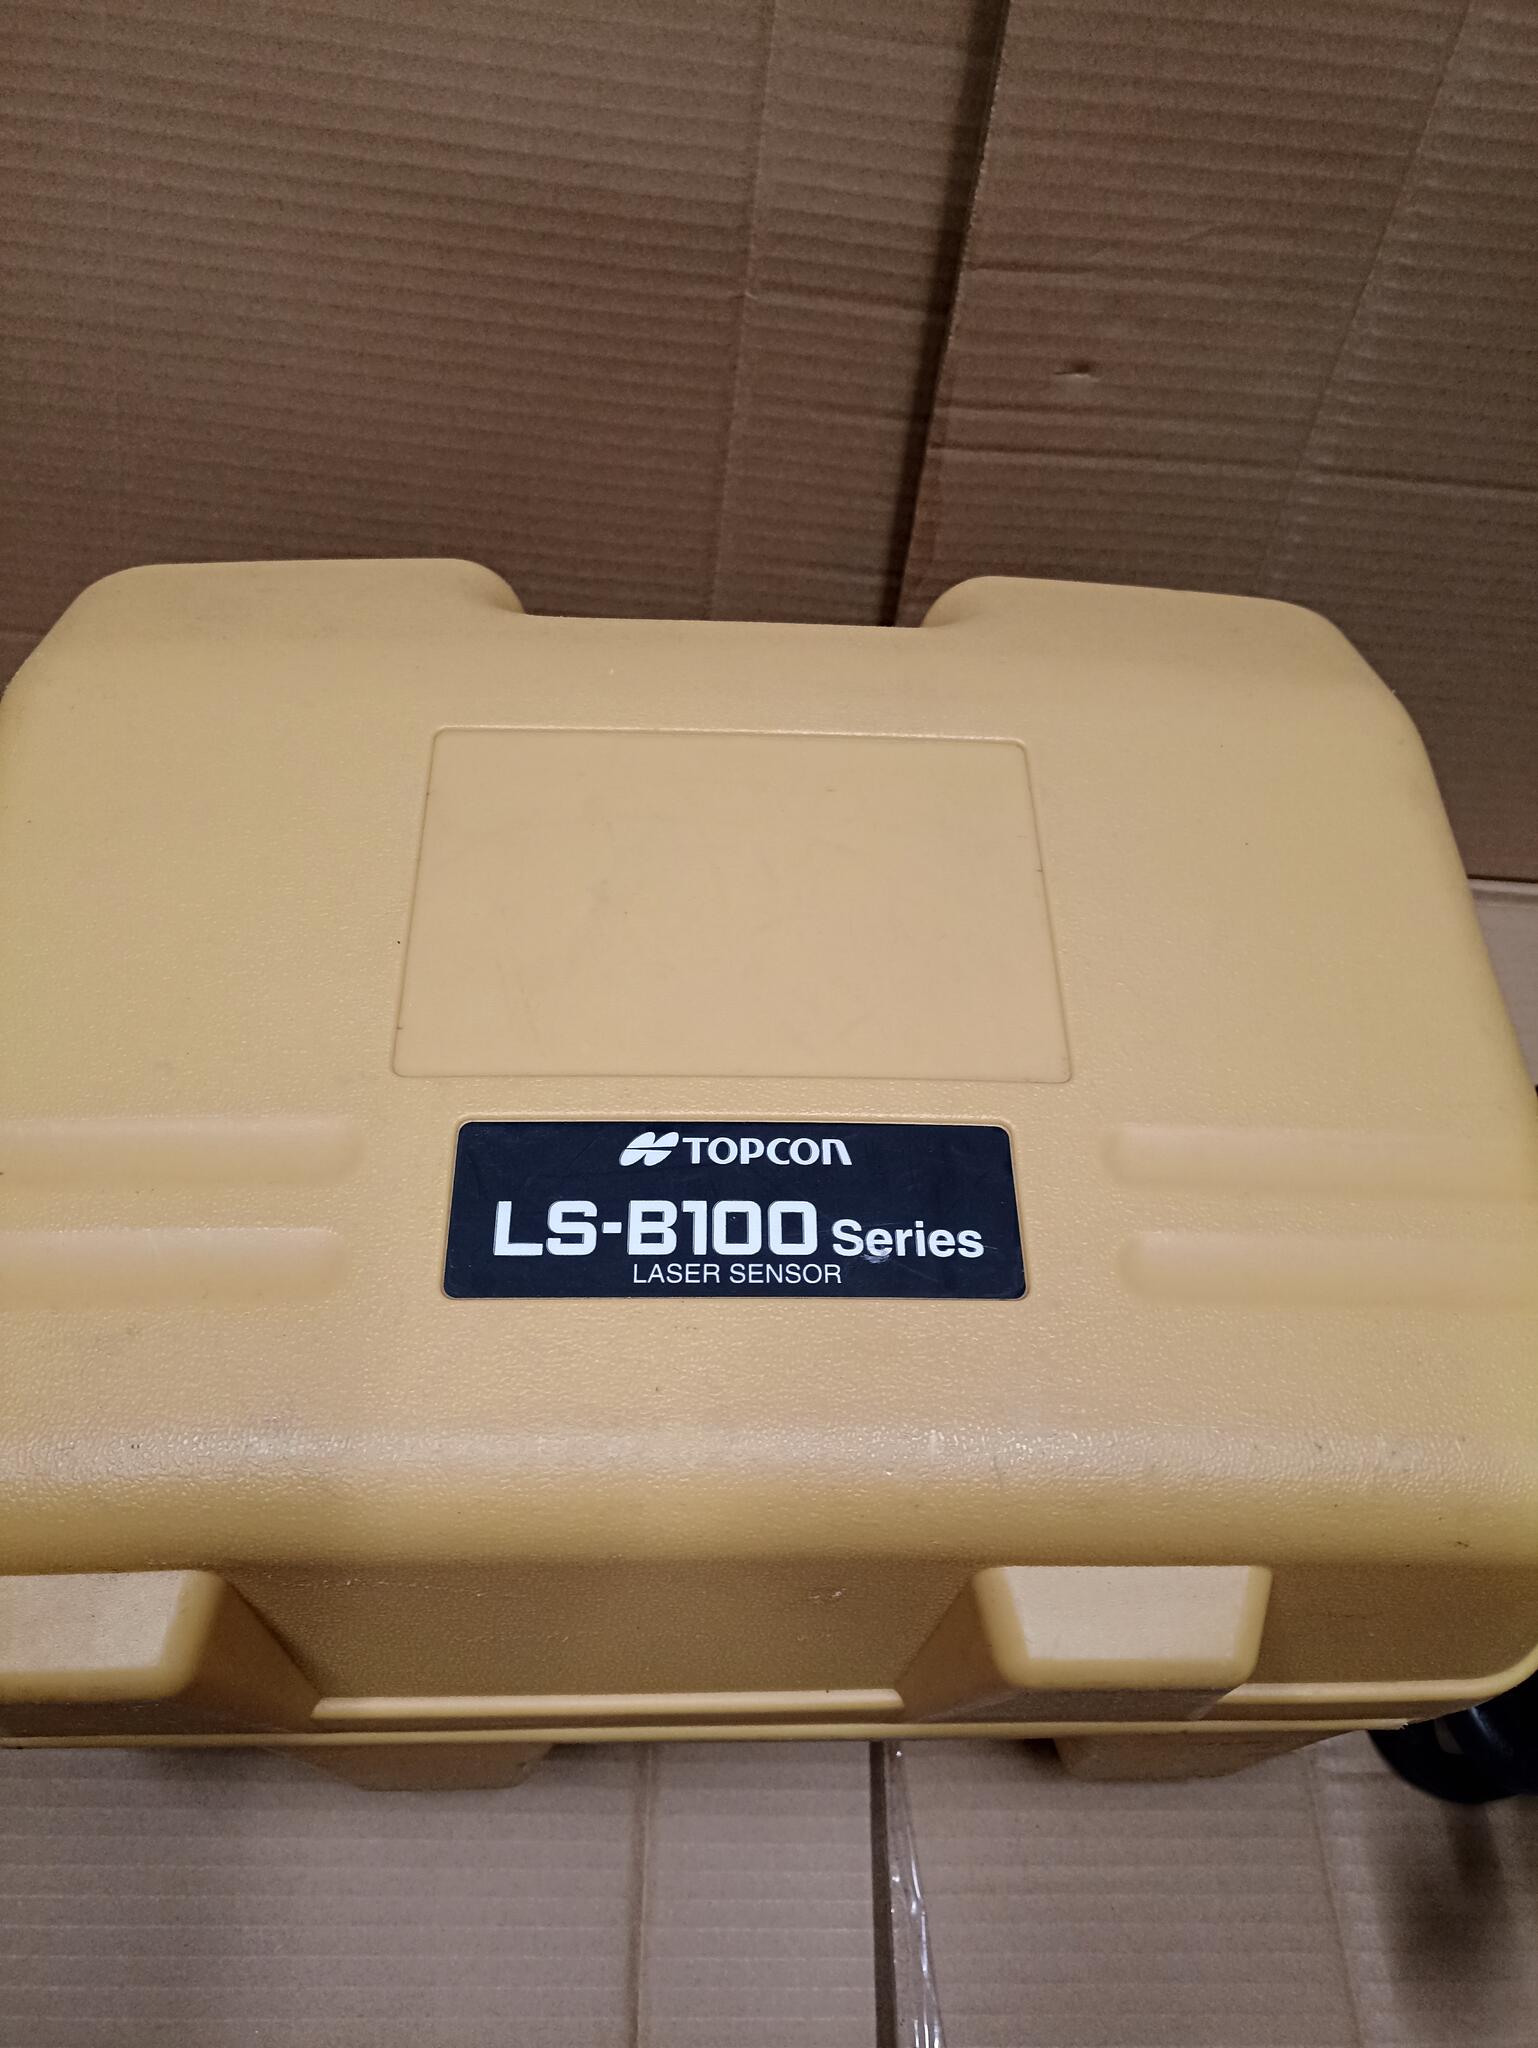 TOPCON
LS-B100 Series
LASER SENSOR